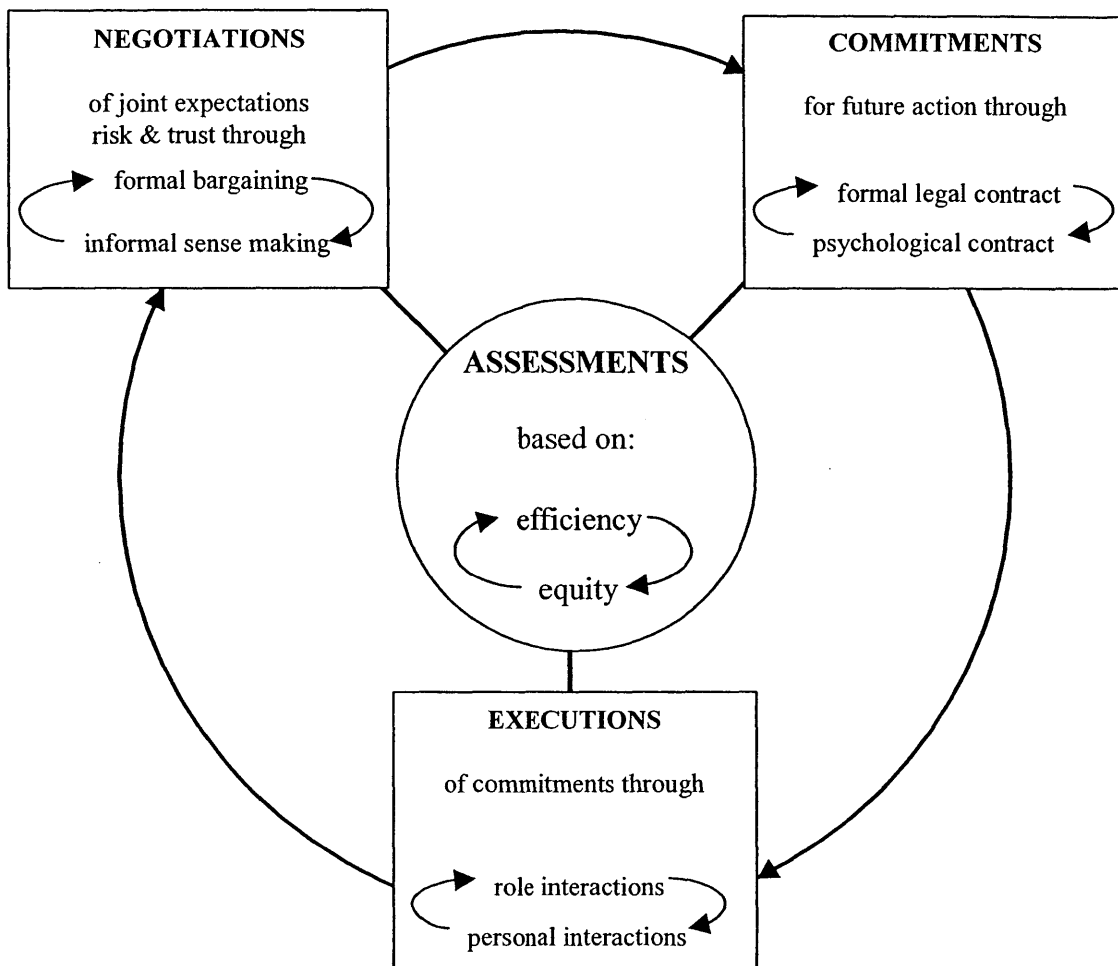 NEGOTIATIONS
of joint expectations
risk & trust through
formal bargaining
informal sense making
COMMITMENTS
for future action through
formal legal contract
psychological contract
ASSESSMENTS
based on:
efficiency
equity
EXECUTIONS
of commitments through
role interactions
personal interactions